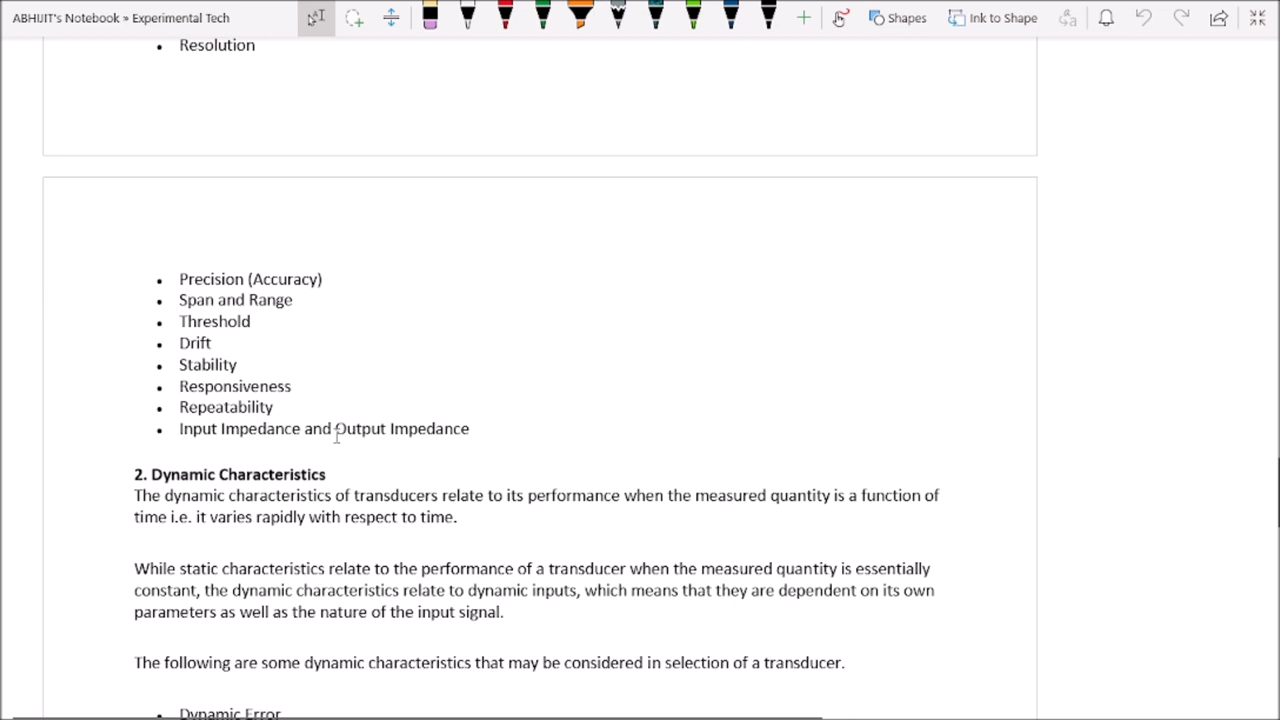 ABHIJIT's Notebook » Experimental Tech
Shapes
Ink to Shape
• Resolution
• Precision (Accuracy)
• Span and Range
• Threshold
• Drift
• Stability
• Responsiveness
• Repeatability
• Input Impedance and Output Impedance
2. Dynamic Characteristics
The dynamic characteristics of transducers relate to its performance when the measured quantity is a function of
time i.e. it varies rapidly with respect to time.
While static characteristics relate to the performance of a transducer when the measured quantity is essentially
constant, the dynamic characteristics relate to dynamic inputs, which means that they are dependent on its own
parameters as well as the nature of the input signal.
The following are some dynamic characteristics that may be considered in selection of a transducer.
• Dynamic Error